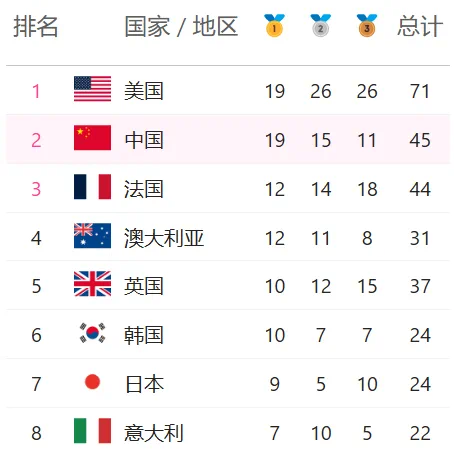 排名 国家 / 地区 🥇 🥈 🥉 总计
1 美国 19 26 26 71
2 中国 19 15 11 45
3 法国 12 14 18 44
4 澳大利亚 12 11 8 31
5 英国 10 12 15 37
6 韩国 10 7 7 24
7 日本 9 5 10 24
8 意大利 7 10 5 22